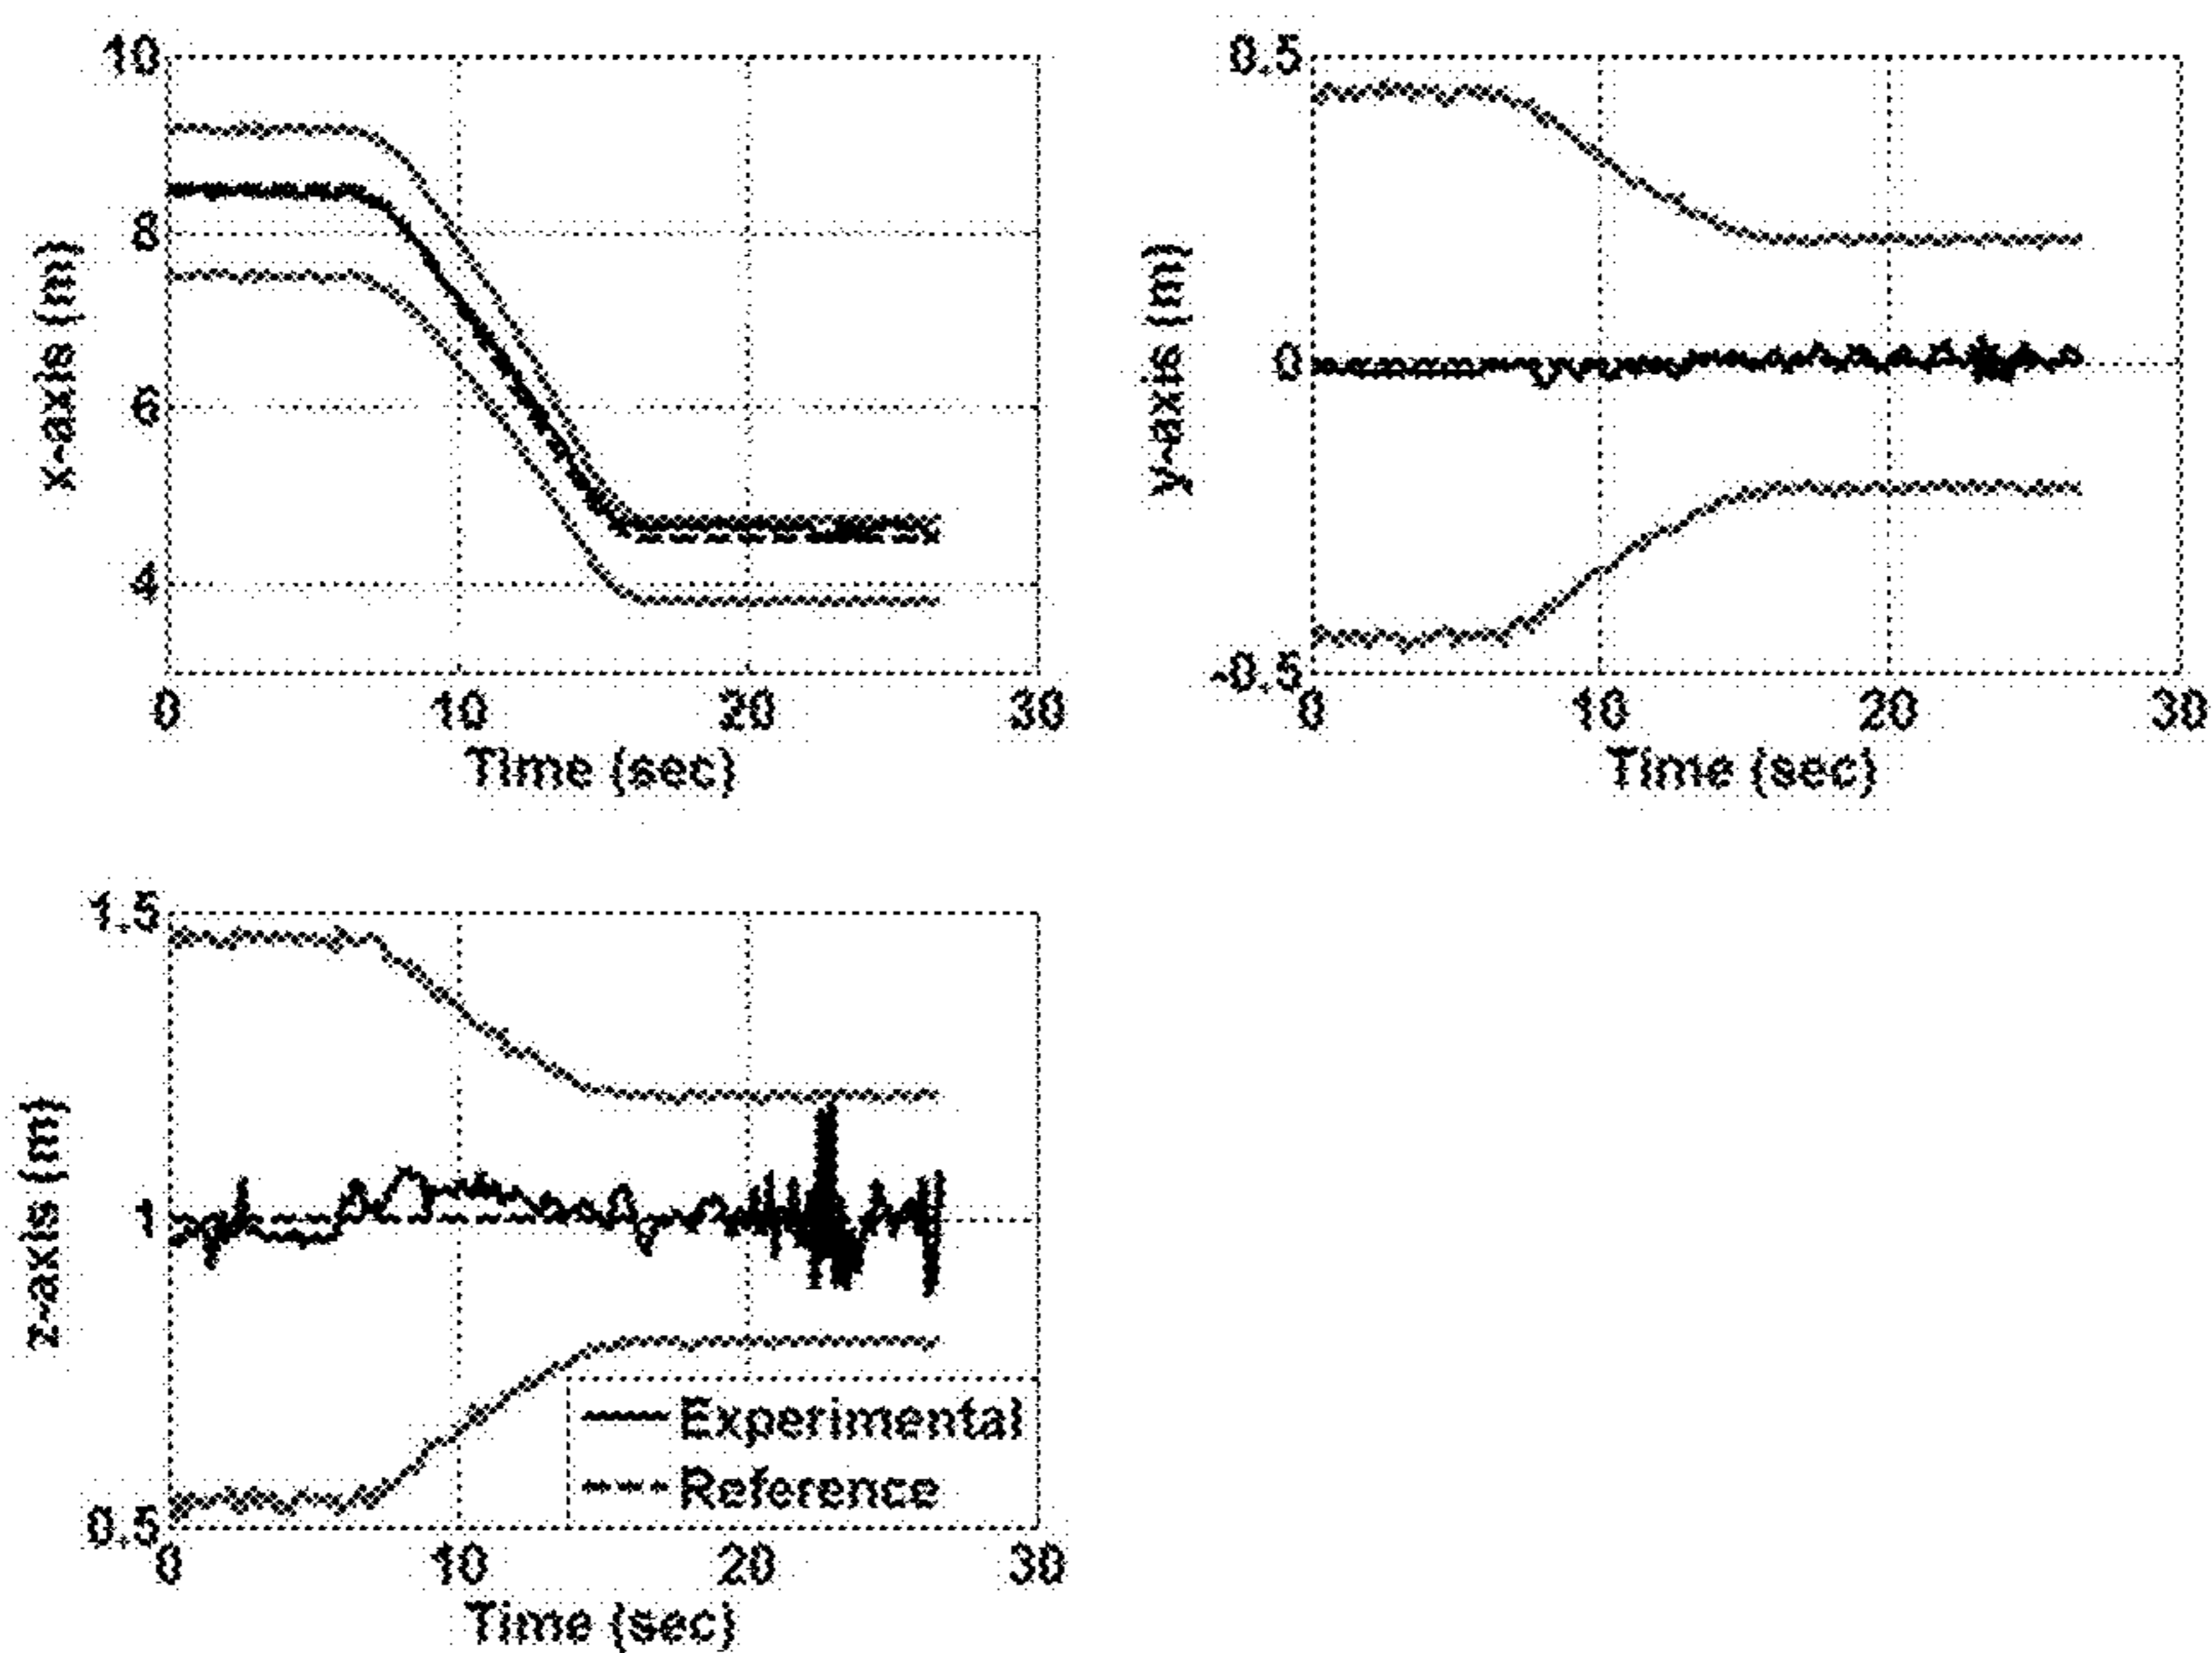 10
8
6
4
x-axis (m)
0 10 20 30
Time (sec)
0.5
0
-0.5
y-axis (m)
0 10 20 30
Time (sec)
1.5
1
0.5
z-axis (m)
Experimental
Reference
0 10 20 30
Time (sec)